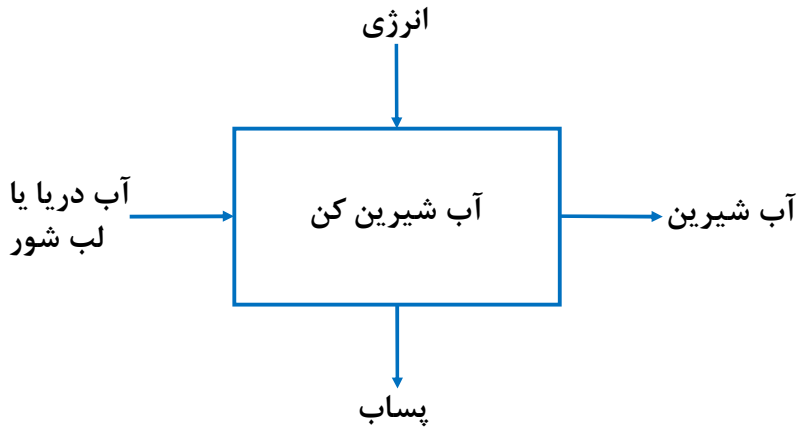 انرژی
آب دریا یا
لب شور
آب شیرین کن
آب شیرین
پساب